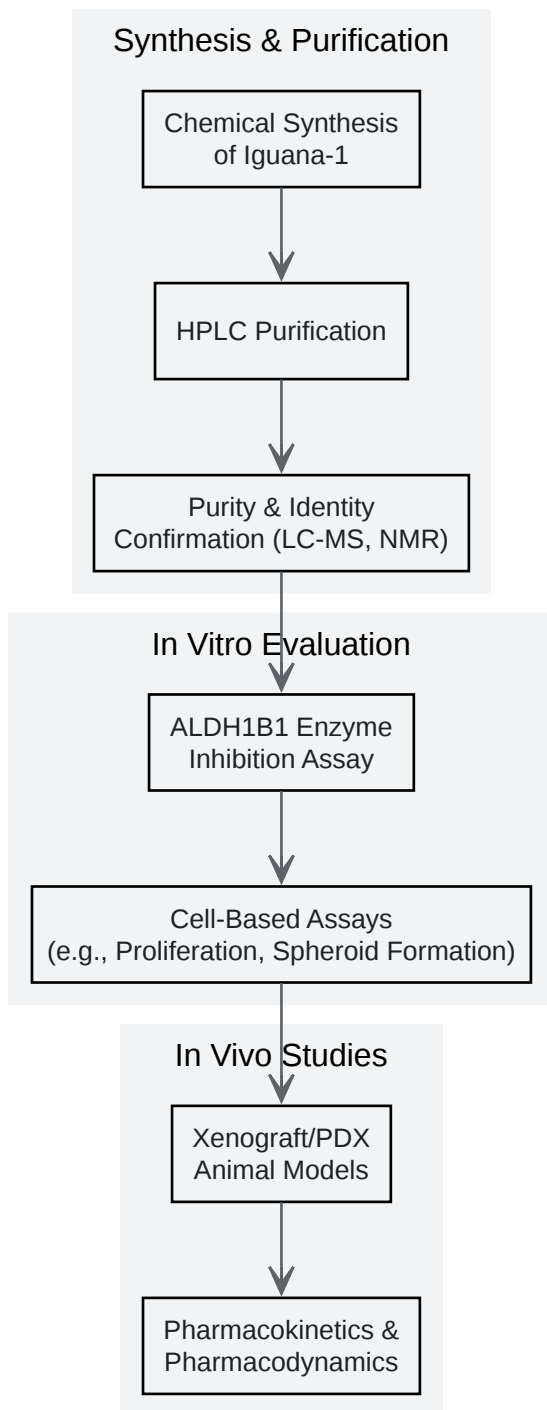 Synthesis & Purification
Chemical Synthesis
of Iguana-1
HPLC Purification
Purity & Identity
Confirmation (LC-MS, NMR)
In Vitro Evaluation
ALDH1B1 Enzyme
Inhibition Assay
Cell-Based Assays
(e.g., Proliferation, Spheroid Formation)
In Vivo Studies
Xenograft/PDX
Animal Models
Pharmacokinetics &
Pharmacodynamics